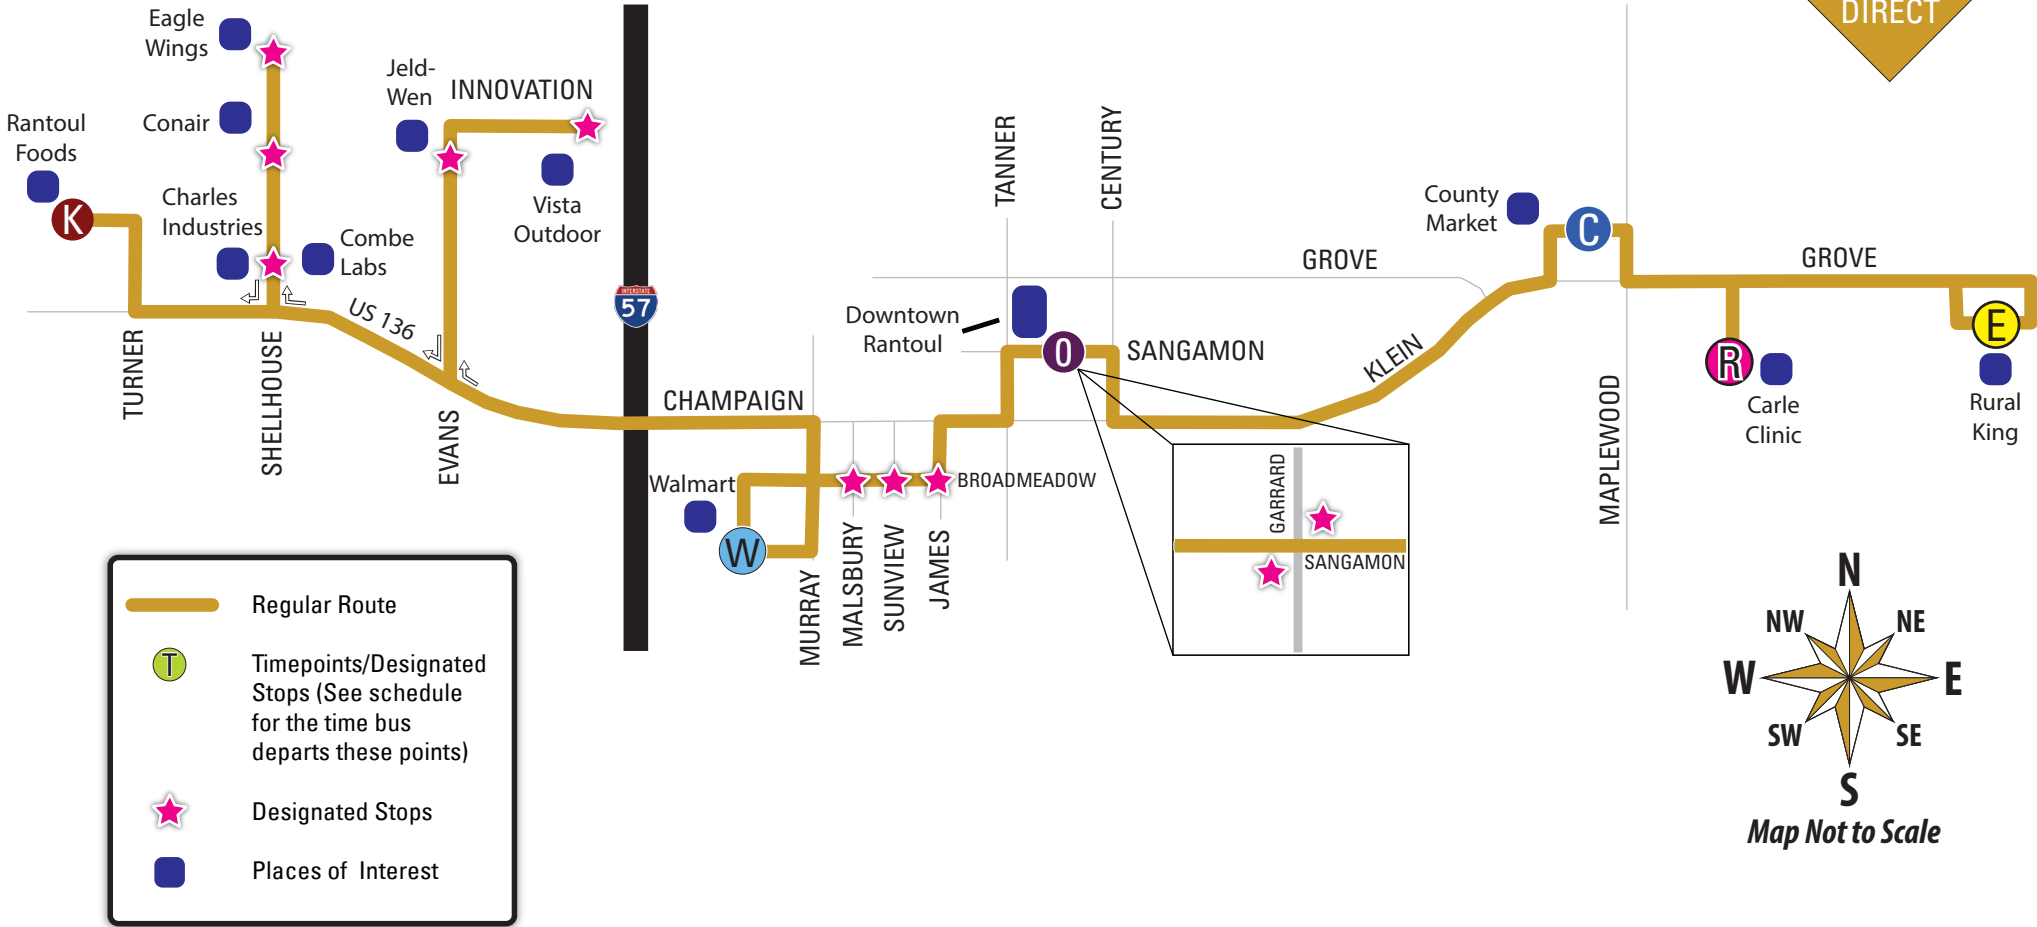 DIRECT
Eagle
Wings
Conair
Rantoul
Foods
K
Charles
Industries
Combe
Labs
Jeld-
Wen
INNOVATION
Vista
Outdoor
US 136
TURNER
SHELLHOUSE
EVANS
INTERSTATE
57
CHAMPAIGN
Walmart
W
MURRAY
MALSBURY
SUNVIEW
JAMES
BROADMEADOW
TANNER
CENTURY
Downtown
Rantoul
O
SANGAMON
GARRARD
SANGAMON
GROVE
KLEIN
County
Market
C
MAPLEWOOD
GROVE
R
Carle
Clinic
E
Rural
King
Regular Route
T
Timepoints/Designated
Stops (See schedule
for the time bus
departs these points)
Designated Stops
Places of Interest
N
NW
NE
W
E
SW
SE
S
Map Not to Scale